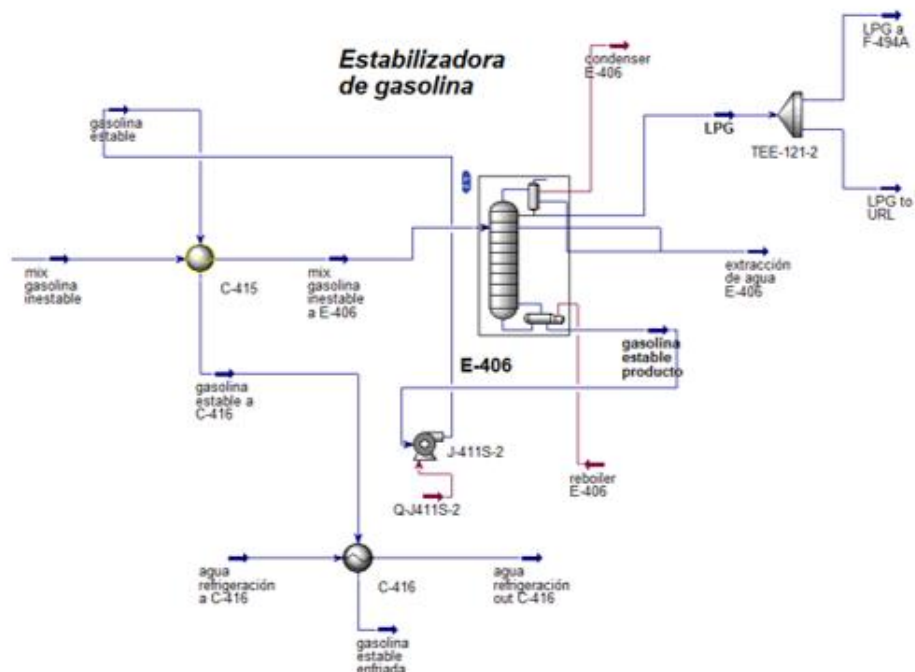 Estabilizadora
de gasolina
condenser
E-406
LPG a
F-494A
gasolina
estable
LPG
TEE-121-2
LPG to
URL
mix
gasolina
inestable
C-415
mix
gasolina
inestable
a E-406
extracción
de agua
E-406
gasolina
estable
producto
E-406
gasolina
estable a
C-416
J-411S-2
Q-J411S-2
reboiler
E-406
agua
refrigeración
a C-416
C-416
agua
refrigeración
out C-416
gasolina
estable
enfriada